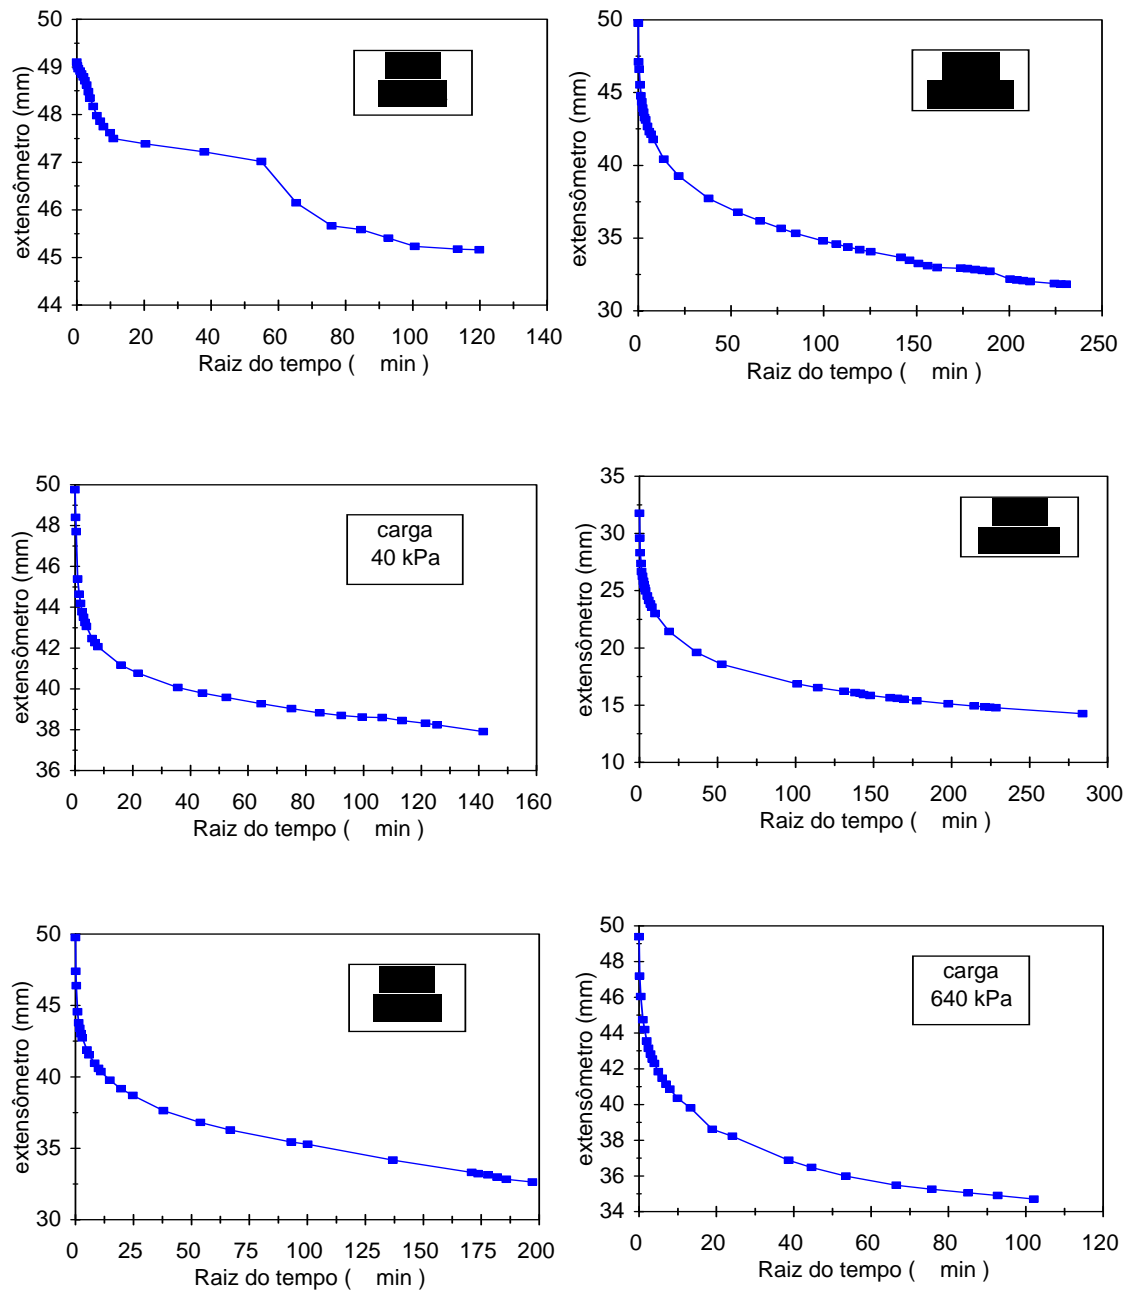 50
49
48
47
46
45
44
0 20 40 60 80 100 120 140
Raiz do tempo ( min )
extensômetro (mm)
50
45
40
35
30
0 50 100 150 200 250
Raiz do tempo ( min )
extensômetro (mm)
50
48
46
44
42
40
38
36
0 20 40 60 80 100 120 140 160
Raiz do tempo ( min )
extensômetro (mm)
carga
40 kPa
35
30
25
20
15
10
0 50 100 150 200 250 300
Raiz do tempo ( min )
extensômetro (mm)
50
45
40
35
30
0 25 50 75 100 125 150 175 200
Raiz do tempo ( min )
extensômetro (mm)
50
48
46
44
42
40
38
36
34
0 20 40 60 80 100 120
Raiz do tempo ( min )
extensômetro (mm)
carga
640 kPa